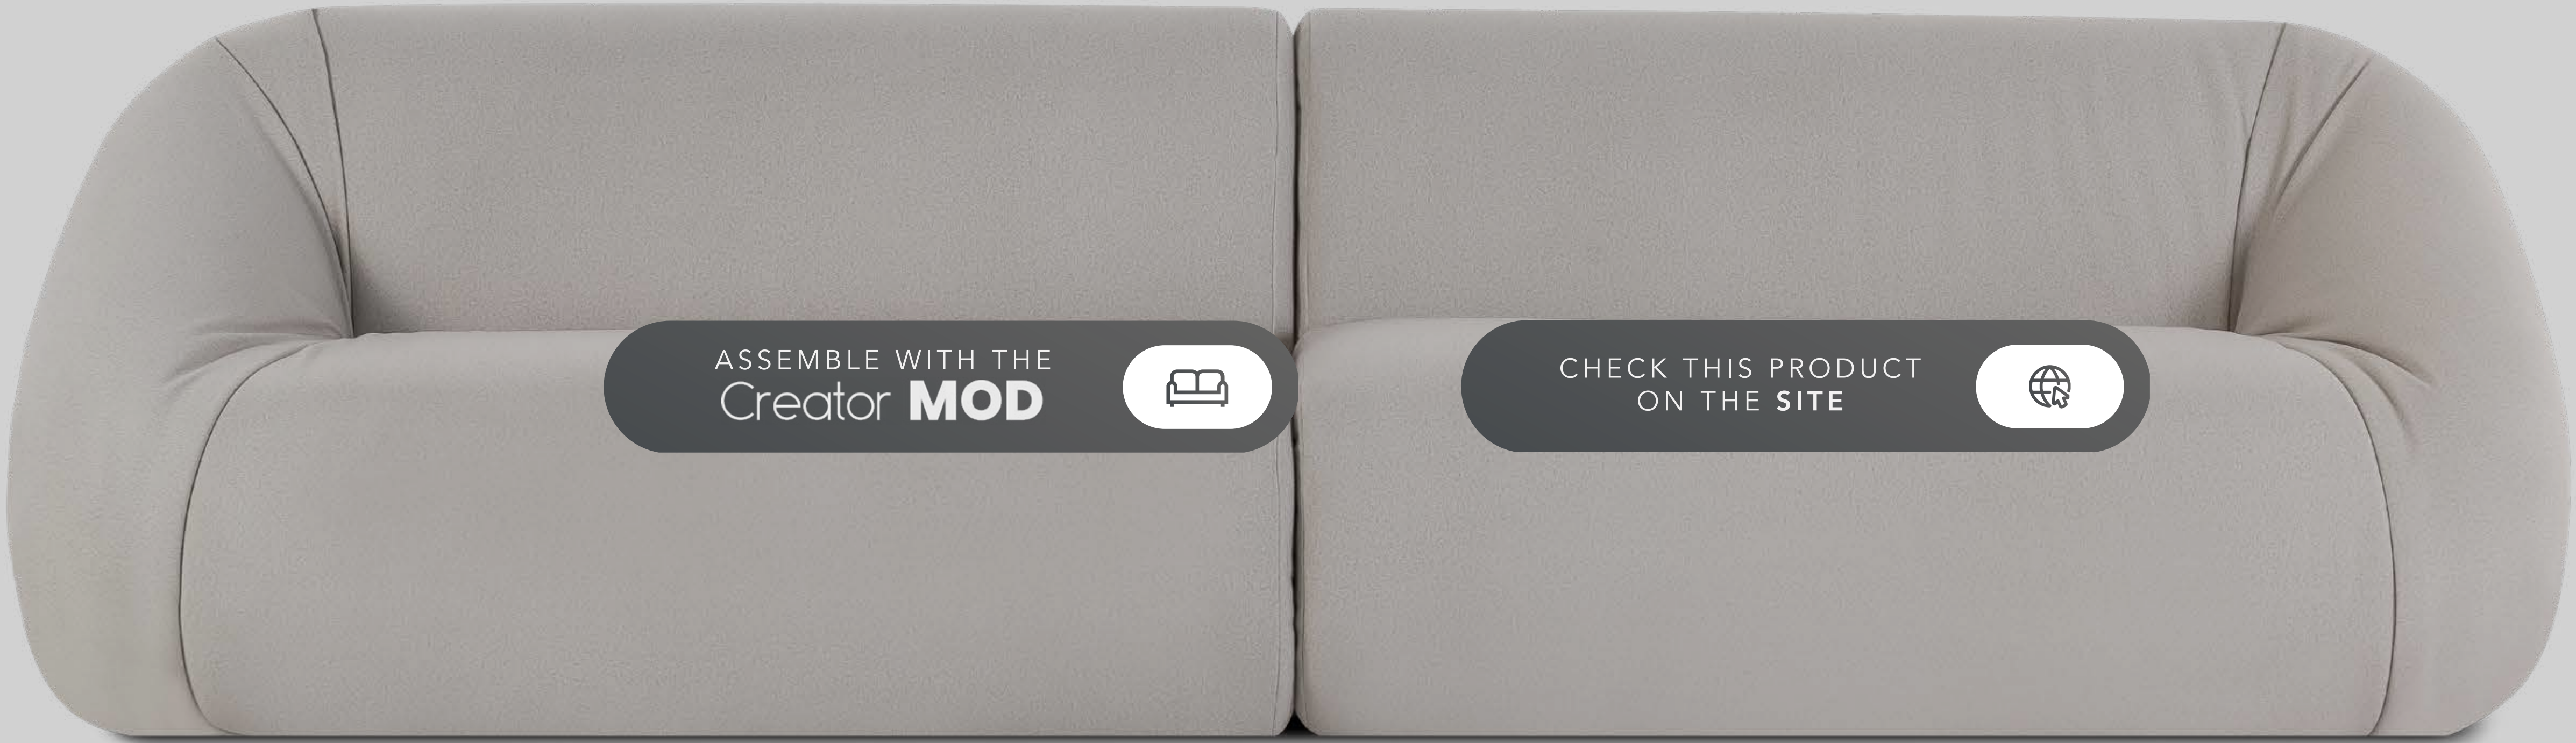 ASSEMBLE WITH THE
Creator MOD
CHECK THIS PRODUCT
ON THE SITE